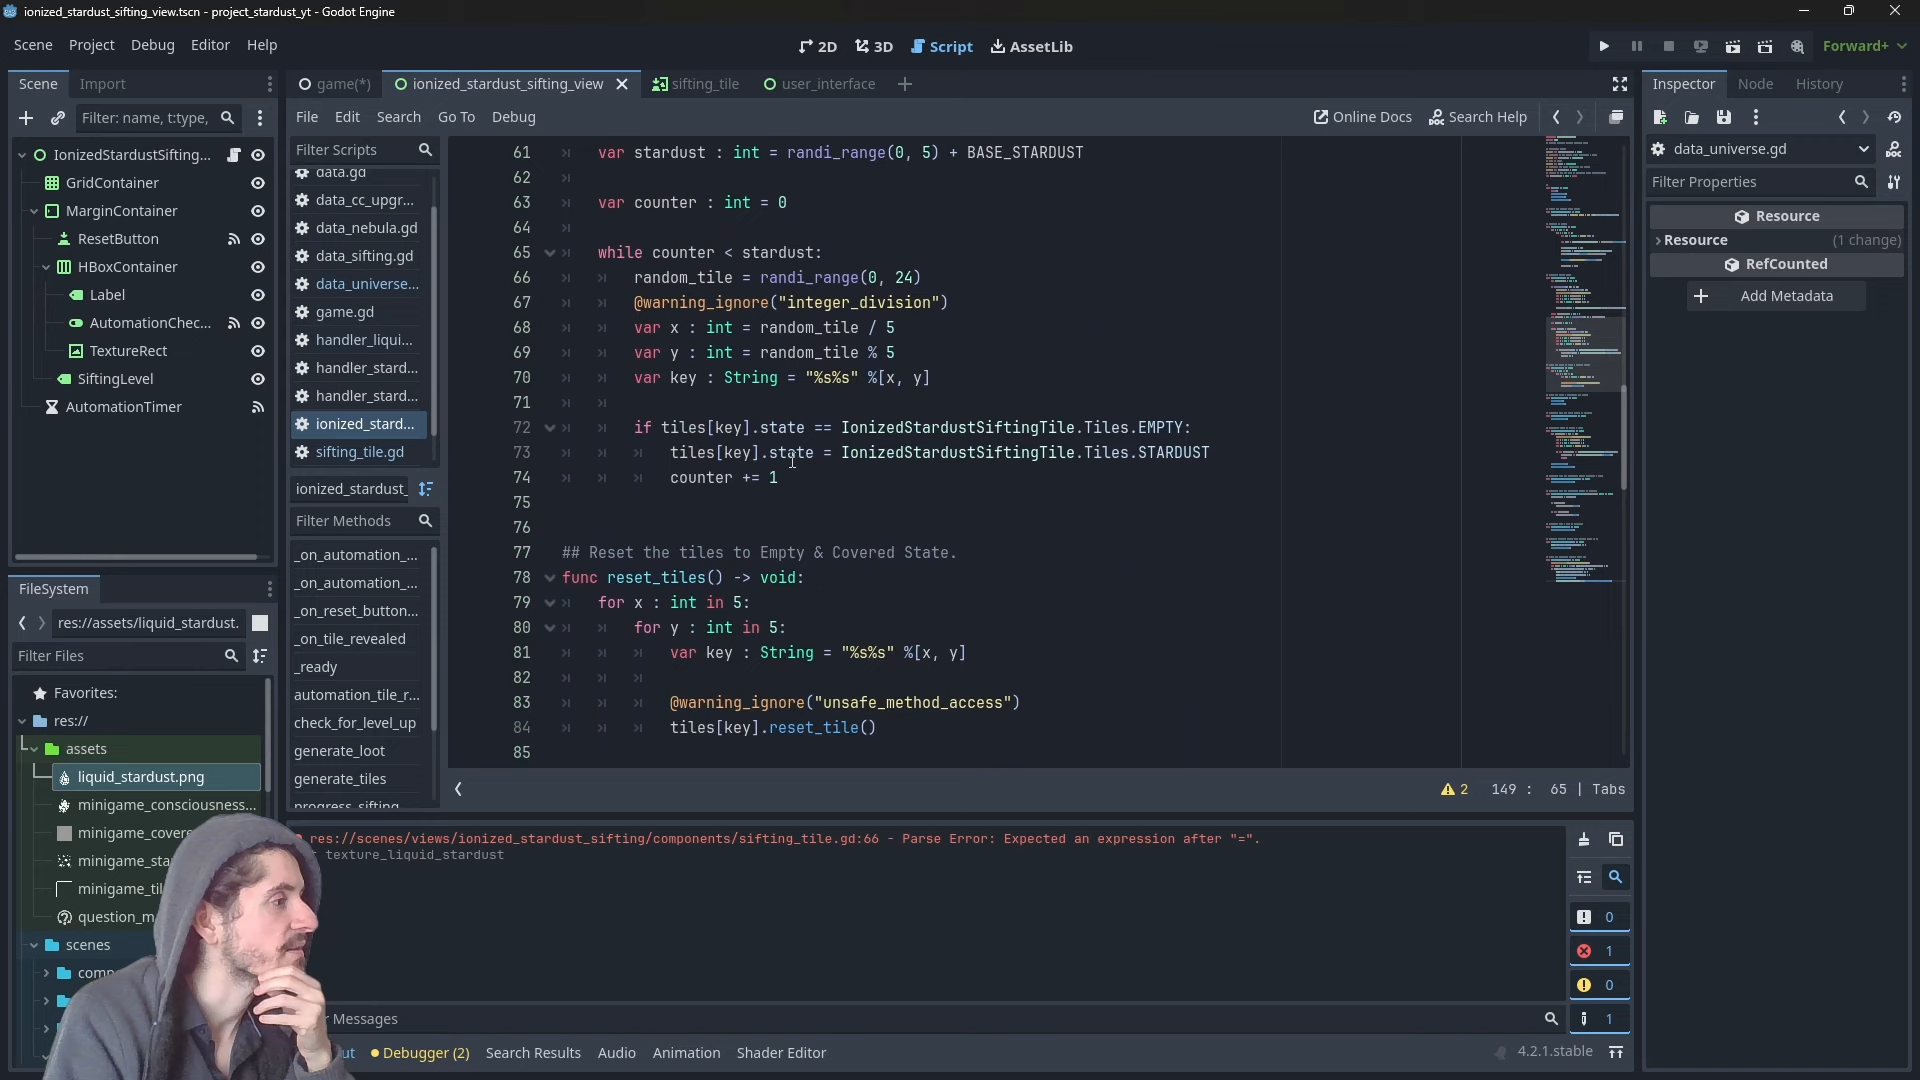 ionized_stardust_sifting_view.tscn - project_stardust_yt - Godot Engine
Scene Project Debug Editor Help
2D 3D Script AssetLib
Forward+
Scene Import
game(*) ionized_stardust_sifting_view sifting_tile user_interface
Inspector Node History
Filter: name, t:type,
File Edit Search Go To Debug
Online Docs Search Help
IonizedStardustSifting...
GridContainer
MarginContainer
ResetButton
HBoxContainer
Label
AutomationChec...
TextureRect
SiftingLevel
AutomationTimer
Filter Scripts
data.gd
data_cc_upgr...
data_nebula.gd
data_sifting.gd
data_universe...
game.gd
handler_liqui...
handler_stard...
handler_stard...
ionized_stard...
sifting_tile.gd
ionized_stardust_
Filter Methods
_on_automation_...
_on_automation_...
_on_reset_button...
_on_tile_revealed
_ready
automation_tile_r...
check_for_level_up
generate_loot
generate_tiles
progress_sifting
61 var stardust : int = randi_range(0, 5) + BASE_STARDUST
62
63 var counter : int = 0
64
65 while counter < stardust:
66 random_tile = randi_range(0, 24)
67 @warning_ignore("integer_division")
68 var x : int = random_tile / 5
69 var y : int = random_tile % 5
70 var key : String = "%s%s" %[x, y]
71
72 if tiles[key].state == IonizedStardustSiftingTile.Tiles.EMPTY:
73 tiles[key].state = IonizedStardustSiftingTile.Tiles.STARDUST
74 counter += 1
75
76
77 ## Reset the tiles to Empty & Covered State.
78 func reset_tiles() -> void:
79 for x : int in 5:
80 for y : int in 5:
81 var key : String = "%s%s" %[x, y]
82
83 @warning_ignore("unsafe_method_access")
84 tiles[key].reset_tile()
85
2 149 : 65 | Tabs
data_universe.gd
Filter Properties
Resource
Resource (1 change)
RefCounted
Add Metadata
FileSystem
res://assets/liquid_stardust.
Filter Files
Favorites:
res://
assets
liquid_stardust.png
minigame_consciousness...
minigame_covere
minigame_sta
minigame_til
question_m
scenes
comp
res://scenes/views/ionized_stardust_sifting/components/sifting_tile.gd:66 - Parse Error: Expected an expression after "=".
texture_liquid_stardust
0
1
0
1
Messages
ut Debugger (2) Search Results Audio Animation Shader Editor
4.2.1.stable